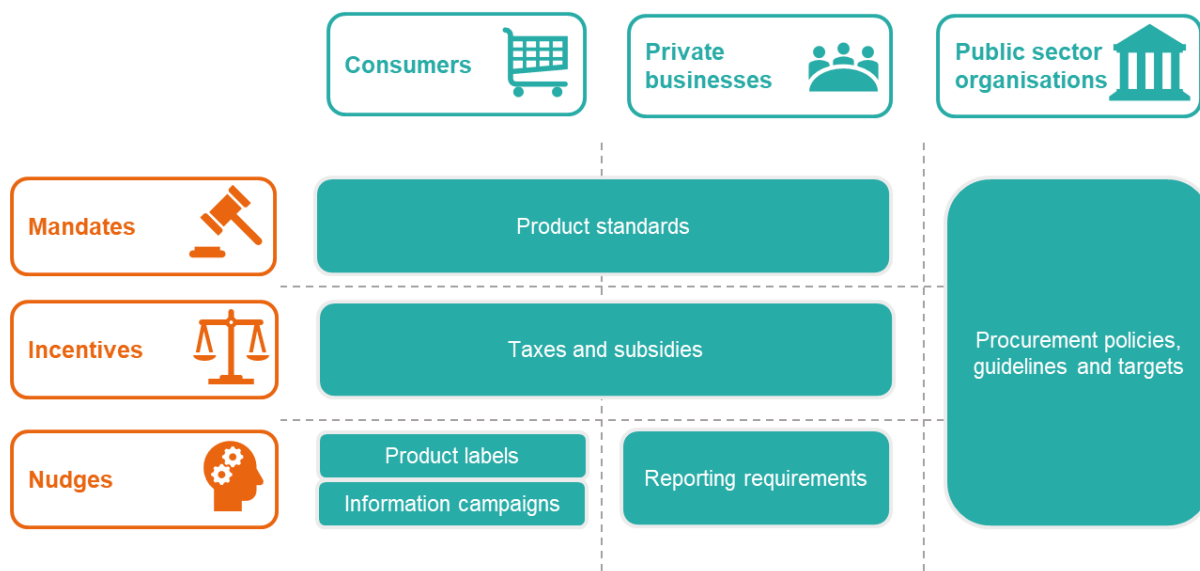 Consumers
Private
businesses
Public sector
organisations
Mandates
Product standards
Incentives
Taxes and subsidies
Procurement policies,
guidelines and targets
Nudges
Product labels
Information campaigns
Reporting requirements